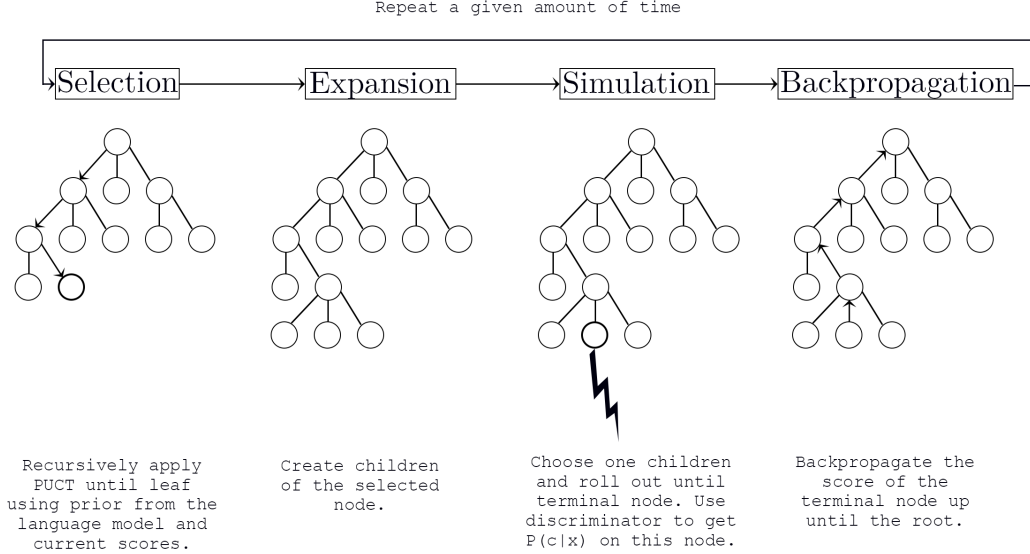 Repeat a given amount of time
Selection
Expansion
Simulation
Backpropagation
Recursively apply
PUCT until leaf
using prior from the
language model and
current scores.
Create children
of the selected
node.
Choose one children
and roll out until
terminal node. Use
discriminator to get
P(c|x) on this node.
Backpropagate the
score of the
terminal node up
until the root.